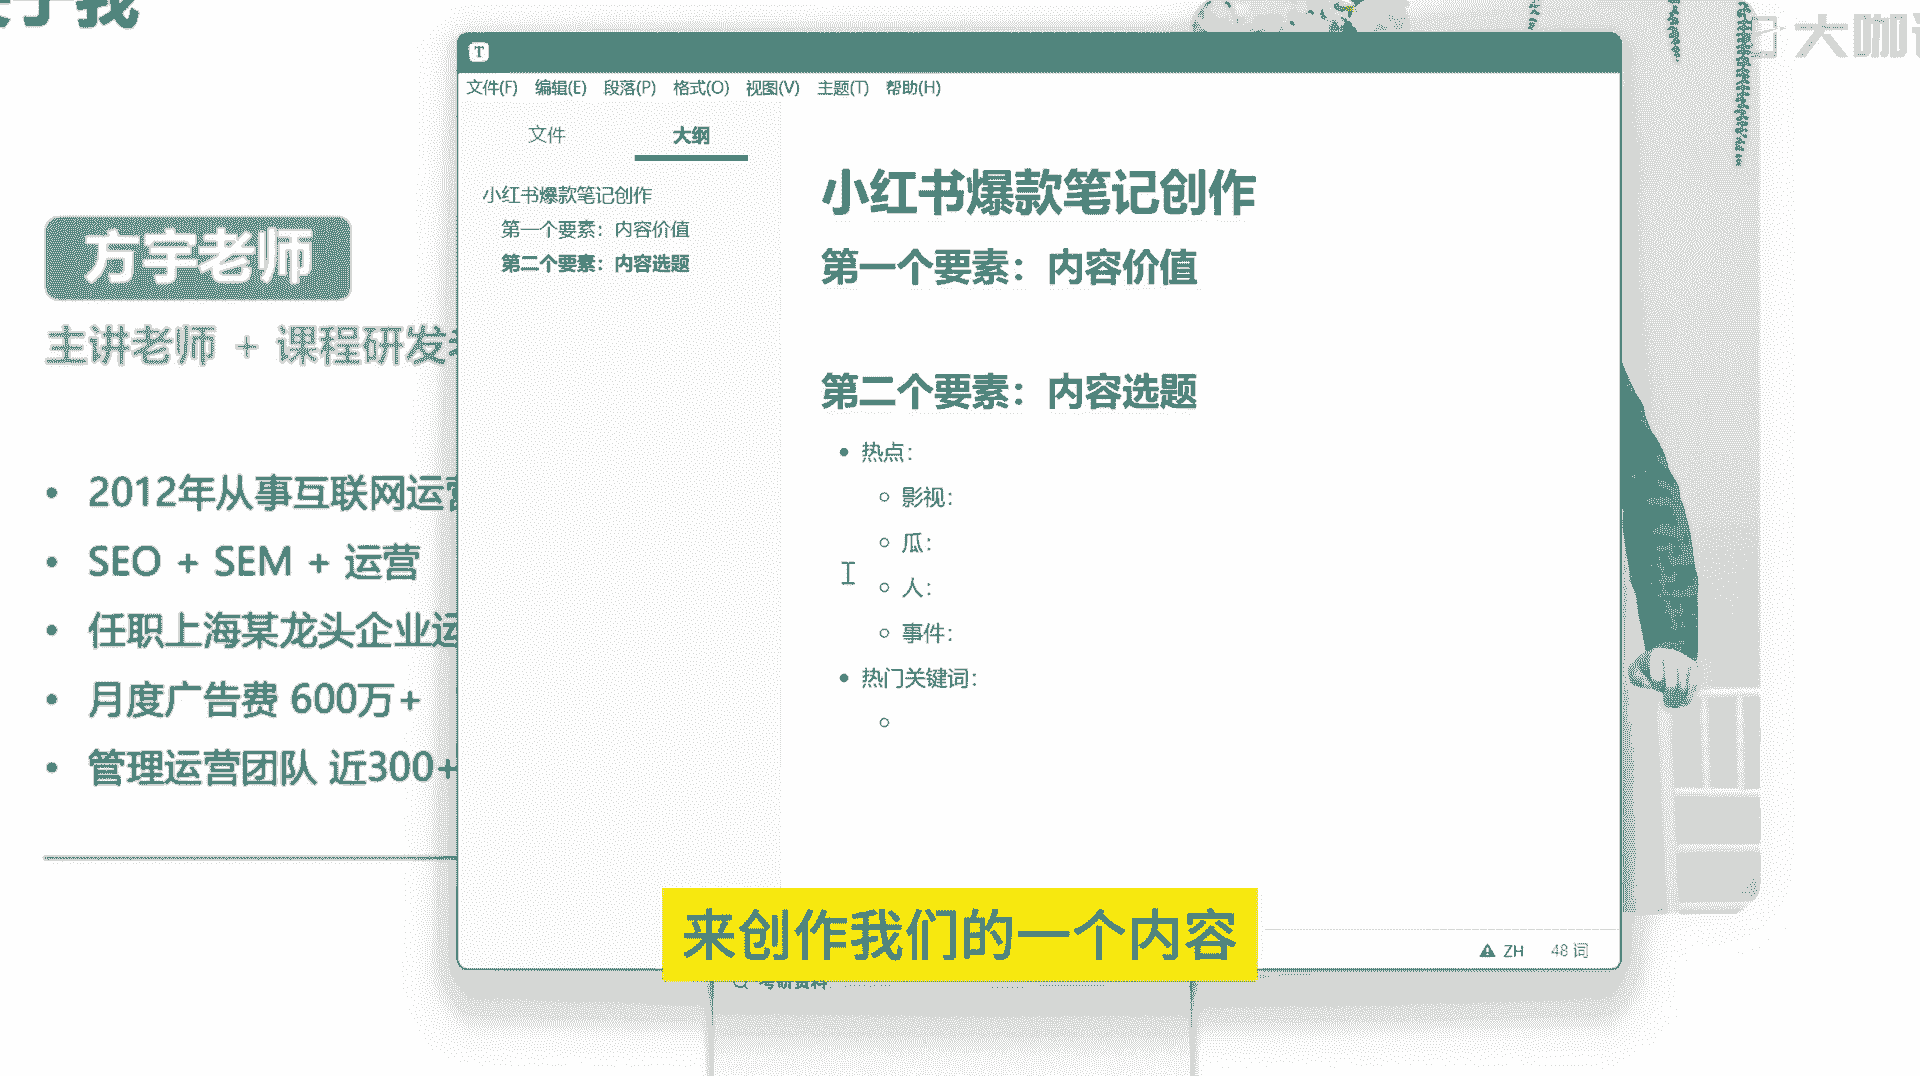 于我
大咖
T
文件(F) 编辑(E) 段落(P) 格式(O) 视图(V) 主题(T) 帮助(H)
文件 大纲
小红书爆款笔记创作
第一个要素：内容价值
第二个要素：内容选题
小红书爆款笔记创作
第一个要素：内容价值
第二个要素：内容选题
• 热点：
○ 影视：
○ 瓜：
○ 人：
○ 事件：
• 热门关键词：
○
ZH 48 词
方宇老师
主讲老师 + 课程研发
• 2012年从事互联网运营
• SEO + SEM + 运营
• 任职上海某龙头企业运
• 月度广告费 600万+
• 管理运营团队 近300+
来创作我们的一个内容
考研资料